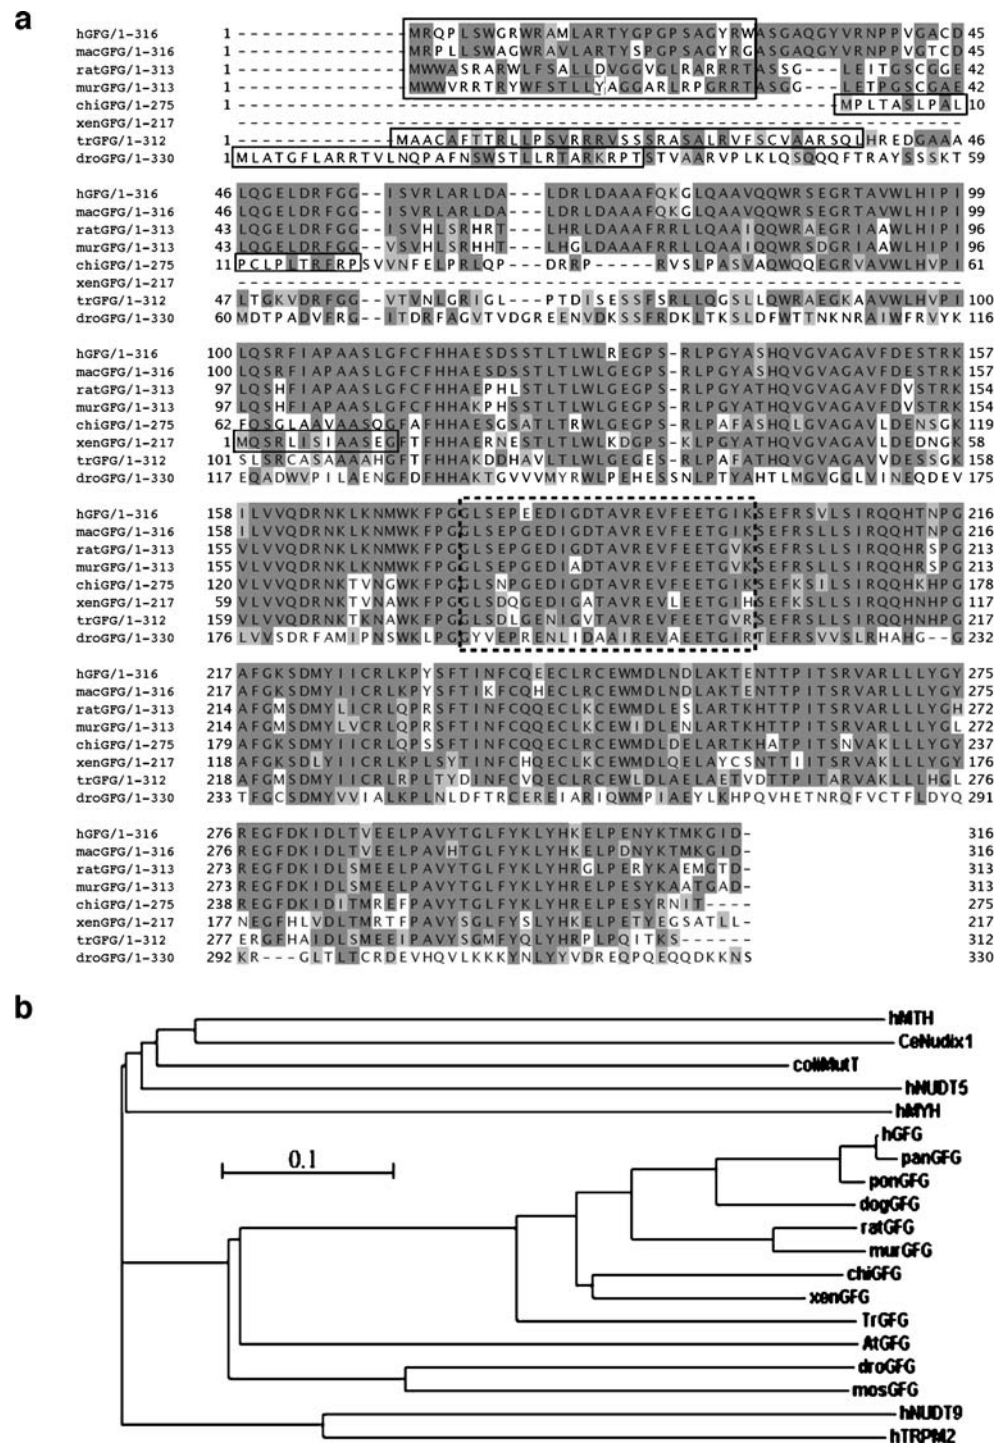 a
hGFG/1-316 1 --------------MRQPLSWGRWRAMLARTYGPGPSAGYRWASGAQGYVRNPPVGACD 45
macGFG/1-316 1 --------------MRPLLSWAGWRAVLARTYSPGPSAGYRGASGAQGYVRNPPVGTCD 45
ratGFG/1-313 1 --------------MWWASRARWLFSALLDVGGVGLRARRRTASSG---LEITGSCGGE 42
murGFG/1-313 1 --------------MWWVRRTRYWFSTLLYAGGARLRPGRRTASGG---LETPGSCGAE 42
chiGFG/1-275 1 -------------------------------------------------MPLTASLPAL 10
xenGFG/1-217 -----------------------------------------------------------
trGFG/1-312 1 -------------MAACAFTTRLLPSVRRRVSSSRASALRVFSCVAARSQLHREDGAAA 46
droGFG/1-330 1 MLATGFLARRTVLNQPAFNSWSTLLRTARKRPTSTVAARVPLKLQSQQQFTRAYSSSKT 59
hGFG/1-316 46 LQGELDRFGG--ISVRLARLDA---LDRLDAAAFQKGLQAAVQQWRSEGRTAVWLHIPI 99
macGFG/1-316 46 LQGELDRFGG--ISVRLARLDA---LDRLDAAAFQKGLQAAVQQWRSEGRTAVWLHIPI 99
ratGFG/1-313 43 LQGELDRFGG--ISVHLSRHRT---LHRLDAAAFRRLLQAAIQQWRAEGRIAAWLHIPI 96
murGFG/1-313 43 LQGELDRFGG--VSVHLSRHHT---LHGLDAAAFRRLLQAAIQQWRSDGRIAAWLHIPI 96
chiGFG/1-275 11 PCLPLTRFRPSVVNFELPRLQP---DRRP----RVSLPASVAQWQQEGRVAVWLHVPI 61
xenGFG/1-217 -----------------------------------------------------------
trGFG/1-312 47 LTGKVDRFGG--VTVNLGRIGL---PTDISESSFSRLLQGSLLQWRAEGKAAVWLHVPI 100
droGFG/1-330 60 MDTPADVFRG--ITDRFAGVTVDGREENVDKSSFRDKLTKSLDFWTTNKNRAIWFRVYK 116
hGFG/1-316 100 LQSRFIAPAASLGFCFHHAESDSSTLTLWLREGPS-RLPGYASHQVGVAGAVFDESTRK 157
macGFG/1-316 100 LQSRFIAPAASLGFCFHHAESDSSTLTLWLGEGPS-RLPGYASHQVGVAGAVFDESTRK 157
ratGFG/1-313 97 LQSHFIAPAASLGFCFHHAEPHLSTLTLWLGEGPS-RLPGYATHQVGVAGAVFDVSTRK 154
murGFG/1-313 97 LQSHFIAPAASLGFCFHHAKPHSSTLTLWLGEGPS-RLPGYATHQVGVAGAVFDVSTRK 154
chiGFG/1-275 62 FQSGLAAVAASQGFAFHHAESGSATLTRWLGEGPS-RLPAFASHQLGVAGAVLDENSGK 119
xenGFG/1-217 1 MQSRLISIAASEGFTFHHAERNESTLTLWLKDGPS-KLPGYATHQVGVAGAVLDEDNGK 58
trGFG/1-312 101 SLSRCASAAAAHGFTFHHAKDDHAVLTLWLGEGES-RLPAFATHQVGVAGAVVDESSGK 158
droGFG/1-330 117 EQADWVPILAENGFDFHHAKTGVVVMYRWLPEHESSNLPTYAHTLMGVGGLVINEQDEV 175
hGFG/1-316 158 ILVVQDRNKLKNMWKFPGGLSEPEEDIGDTAVREVFEETGIKSEFRSVLSIRQQHTNPG 216
macGFG/1-316 158 ILVVQDRNKLKNMWKFPGGLSEPGEDIGDTAVREVFEETGIKSEFRSLLSIRQQHTNPG 216
ratGFG/1-313 155 VLVVQDRNKLKNMWKFPGGLSEPGEDIGDTAVREVFEETGVKSEFRSLLSIRQQHRSPG 213
murGFG/1-313 155 VLVVQDRNKLKNMWKFPGGLSEPGEDIADTAVREVFEETGVKSEFRSLLSIRQQHRSPG 213
chiGFG/1-275 120 VLVVQDRNKTVNGWKFPGGLSNPGEDIGDTAVREVFEETGIKSEFKSILSIRQQHKHPG 178
xenGFG/1-217 59 VLVVQDRNKTVNAWKFPGGLSDQGEDIGATAVREVLEETGIHSEFKSLLSIRQQHNHPG 117
trGFG/1-312 159 VLVVQDRNKTKNAWKFPGGLSDLGENIGVTAVREVFEETGVRSEFRSLLSIRQQHNHPG 217
droGFG/1-330 176 LVVSDRFAMIPNSWKLPGGYVEPRENLIDAAIREVAEETGIRTEFRSVVSLRHAHG--G 232
hGFG/1-316 217 AFGKSDMYIICRLKPYSFTINFCQEECLRCEWMDLNDLAKTENTTPITSRVARLLLYGY 275
macGFG/1-316 217 AFGKSDMYIICRLKPYSFTIKFCQHECLRCEWMDLNDLAKTENTTPITSRVARLLLYGY 275
ratGFG/1-313 214 AFGMSDMYLICRLQPRSFTINFCQQECLKCEWMDLESLARTKHTTPITSRVARLLLYGH 272
murGFG/1-313 214 AFGMSDMYLVCRLQPRSFTINFCQQECLKCEWIDLENLARTKHTTPITSRVARLLLYGL 272
chiGFG/1-275 179 AFGKSDMYIICRLQPSSFTINFCQQECLRCEWMDLDELARTKHATPITSNVAKLLLYGY 237
xenGFG/1-217 118 AFGKSDLYIICRLKPLSYTINFCHQECLKCEWMDLQELAYCSNTTIITSRVAKLLLYGY 176
trGFG/1-312 218 AFGMSDMYIICRLRPLTYDINFCVQECLRCEWLDLAELAETVDTTPITARVAKLLLHGL 276
droGFG/1-330 233 TFGCSDMYVVIALKPLNLDFTRCEREIARIQWMPIAEYLKHPQVHETNRQFVCTFLDYQ 291
hGFG/1-316 276 REGFDKIDLTVEELPAVYTGLFYKLYHKELPENYKTMKGID- 316
macGFG/1-316 276 REGFDKIDLTVEELPAVHTGLFYKLYHKELPDNYKTMKGID- 316
ratGFG/1-313 273 REGFDKIDLSMEELPAVYTGLFYKLYHRGLPERYKAEMGTD- 313
murGFG/1-313 273 REGFDKIDLSMEELPAVYTGLFYKLYHRELPESYKAATGAD- 313
chiGFG/1-275 238 REGFDKIDITMREFPAVYTGLFYKLYHRELPESYRNIT---- 275
xenGFG/1-217 177 NEGFHLVDLTMRTFPAVYSGLFYSLYHKELPETYEGSATLL- 217
trGFG/1-312 277 ERGFHAIDLSMEEIPAVYSGMFYQLYHRPLPQITKS------ 312
droGFG/1-330 292 KR---GLTLTCRDEVHQVLKKKYNLYYVDREQPQEQQDKKNS 330
b
hMTH
CeNudix1
coliMutT
hNUDT5
hMYH
hGFG
0.1
panGFG
ponGFG
dogGFG
ratGFG
murGFG
chiGFG
xenGFG
TrGFG
AtGFG
droGFG
mosGFG
hNUDT9
hTRPM2